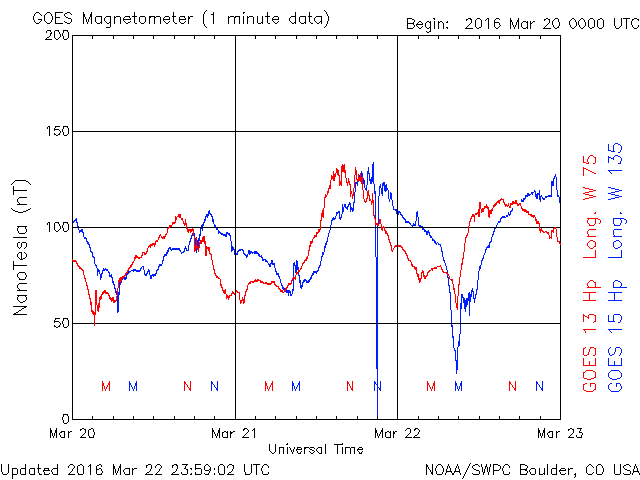 GOES Magnetometer (1 minute data)
Begin: 2016 Mar 20 0000 UTC
200
150
100
50
0
NanoTesla (nT)
M M N N M M N N M M N N
Mar 20 Mar 21 Mar 22 Mar 23
Universal Time
GOES 13 Hp Long. W 75
GOES 15 Hp Long. W 135
Updated 2016 Mar 22 23:59:02 UTC
NOAA/SWPC Boulder, CO USA